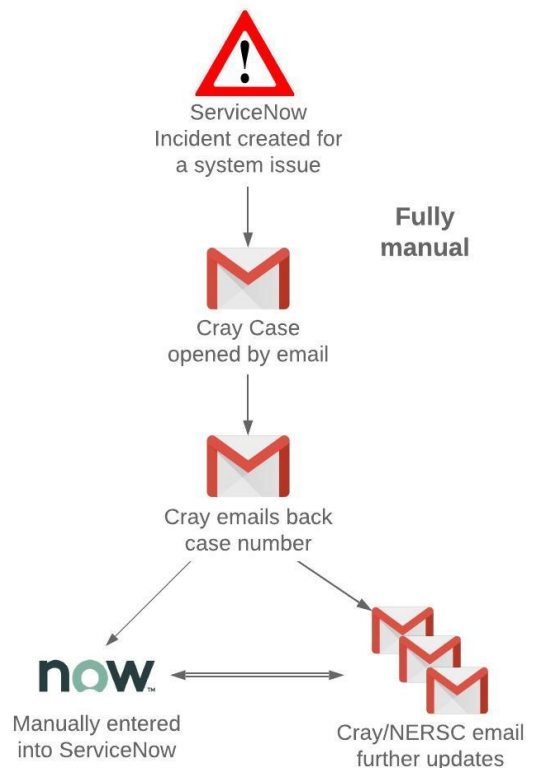 ServiceNow
Incident created for
a system issue
Fully
manual
Cray Case
opened by email
Cray emails back
case number
now.™
Manually entered
into ServiceNow
Cray/NERSC email
further updates